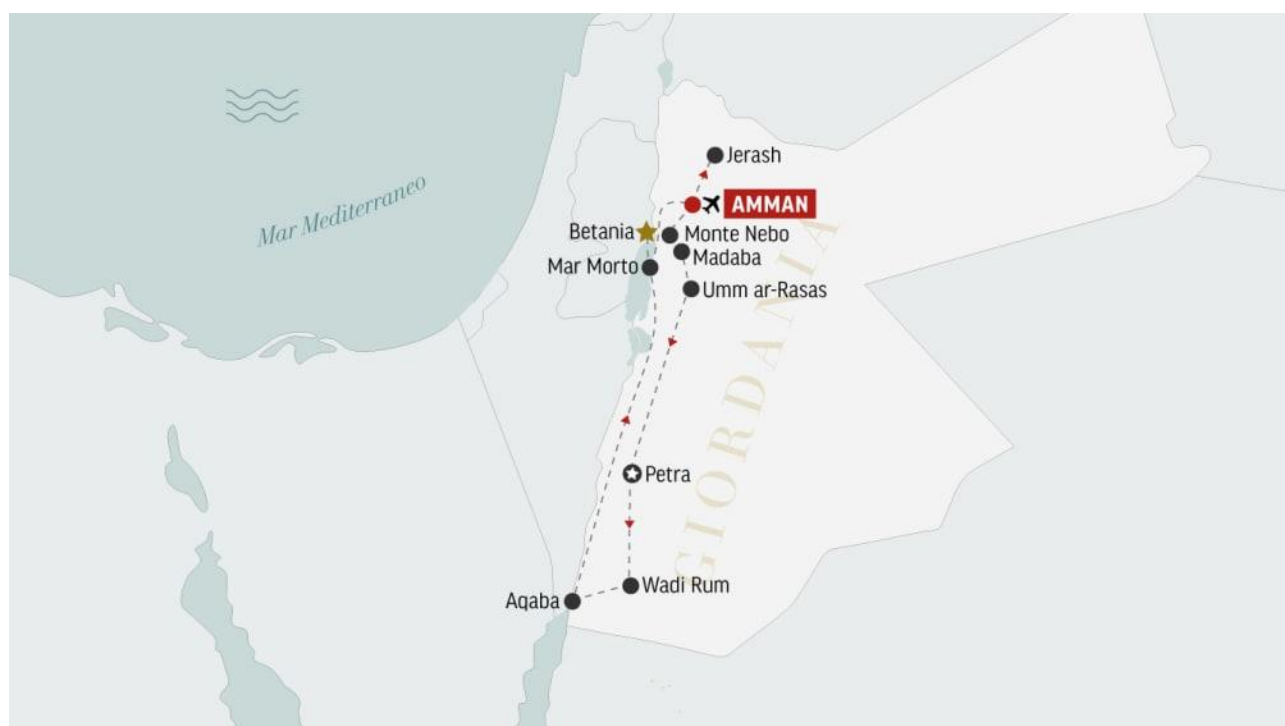 Mar Mediterraneo
Jerash
AMMAN
Betania
Monte Nebo
Madaba
Mar Morto
Umm ar-Rasas
GIORDANIA
Petra
Wadi Rum
Aqaba